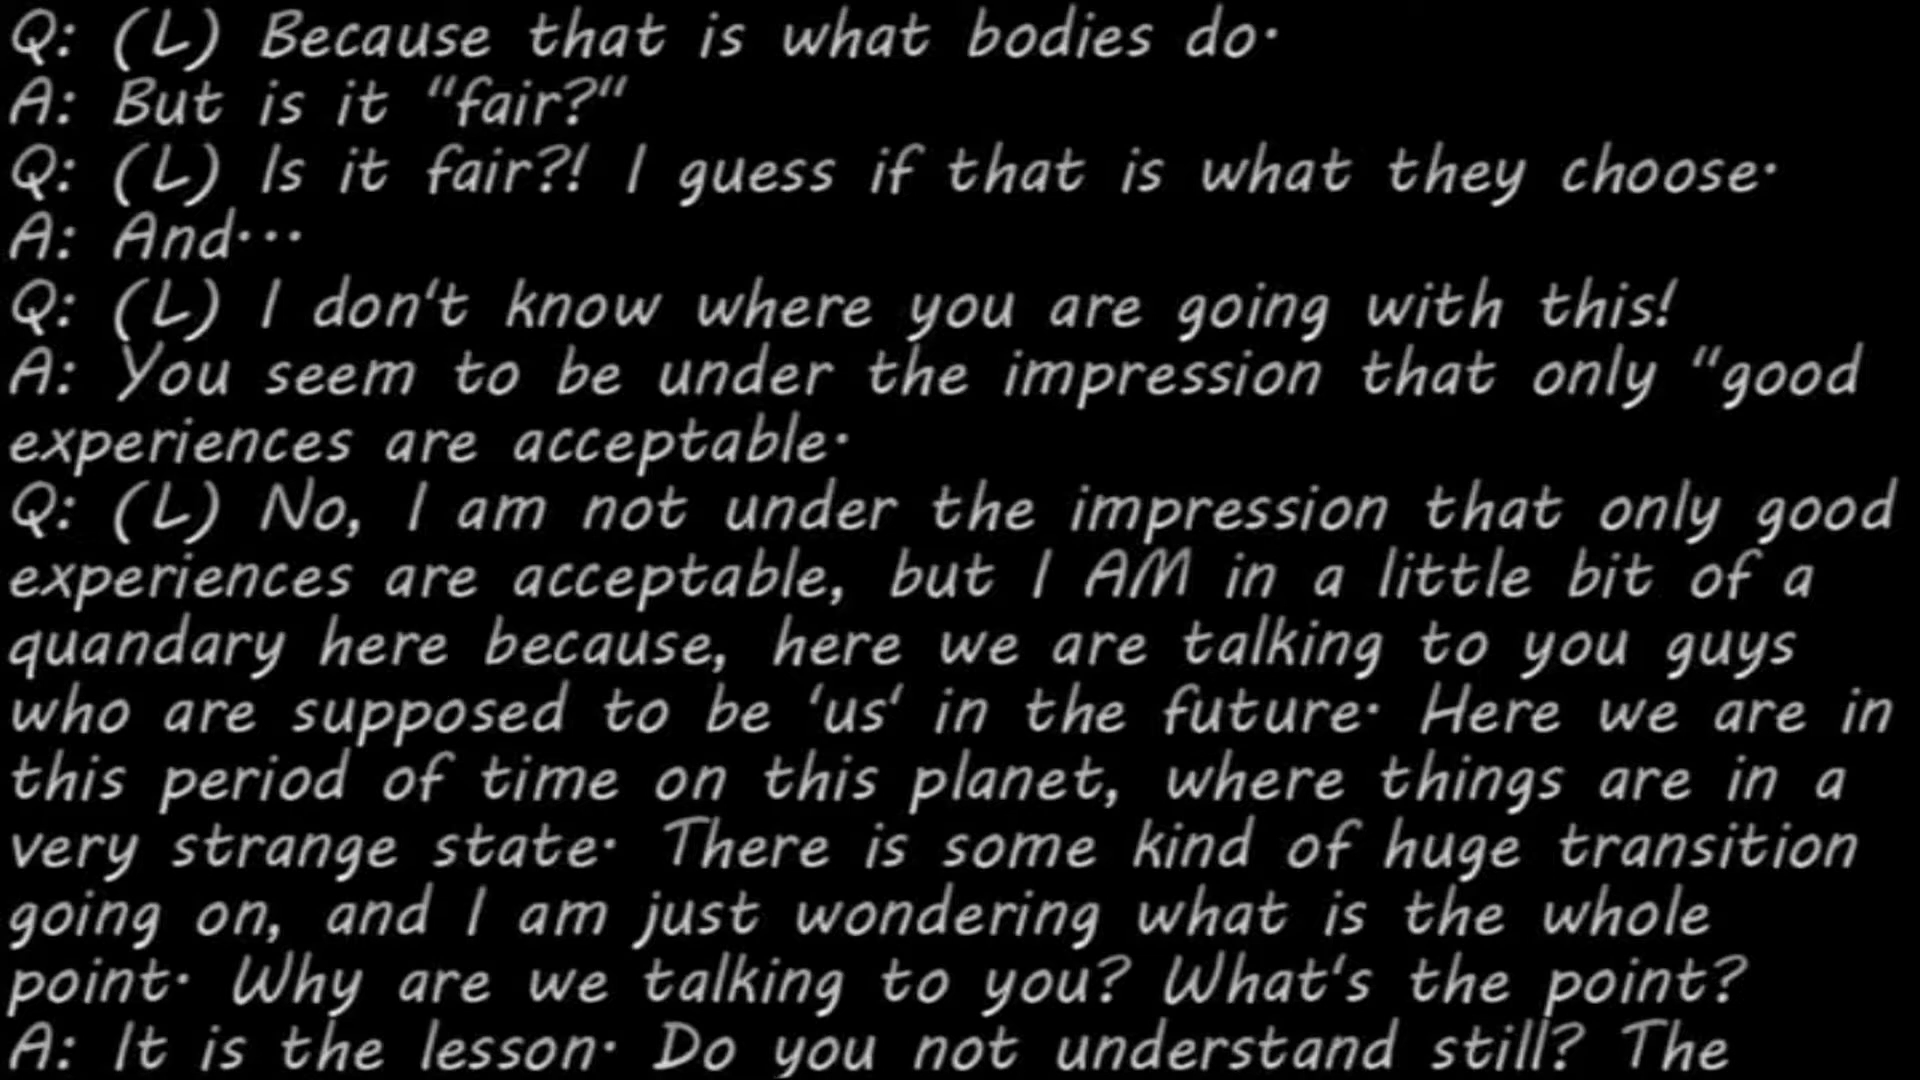 Q: (L) Because that is what bodies do.
A: But is it "fair?"
Q: (L) Is it fair?! I guess if that is what they choose.
A: And...
Q: (L) I don't know where you are going with this!
A: You seem to be under the impression that only "good
experiences are acceptable.
Q: (L) No, I am not under the impression that only good
experiences are acceptable, but I AM in a little bit of a
quandary here because, here we are talking to you guys
who are supposed to be 'us' in the future. Here we are in
this period of time on this planet, where things are in a
very strange state. There is some kind of huge transition
going on, and I am just wondering what is the whole
point. Why are we talking to you? What's the point?
A: It is the lesson. Do you not understand still? The